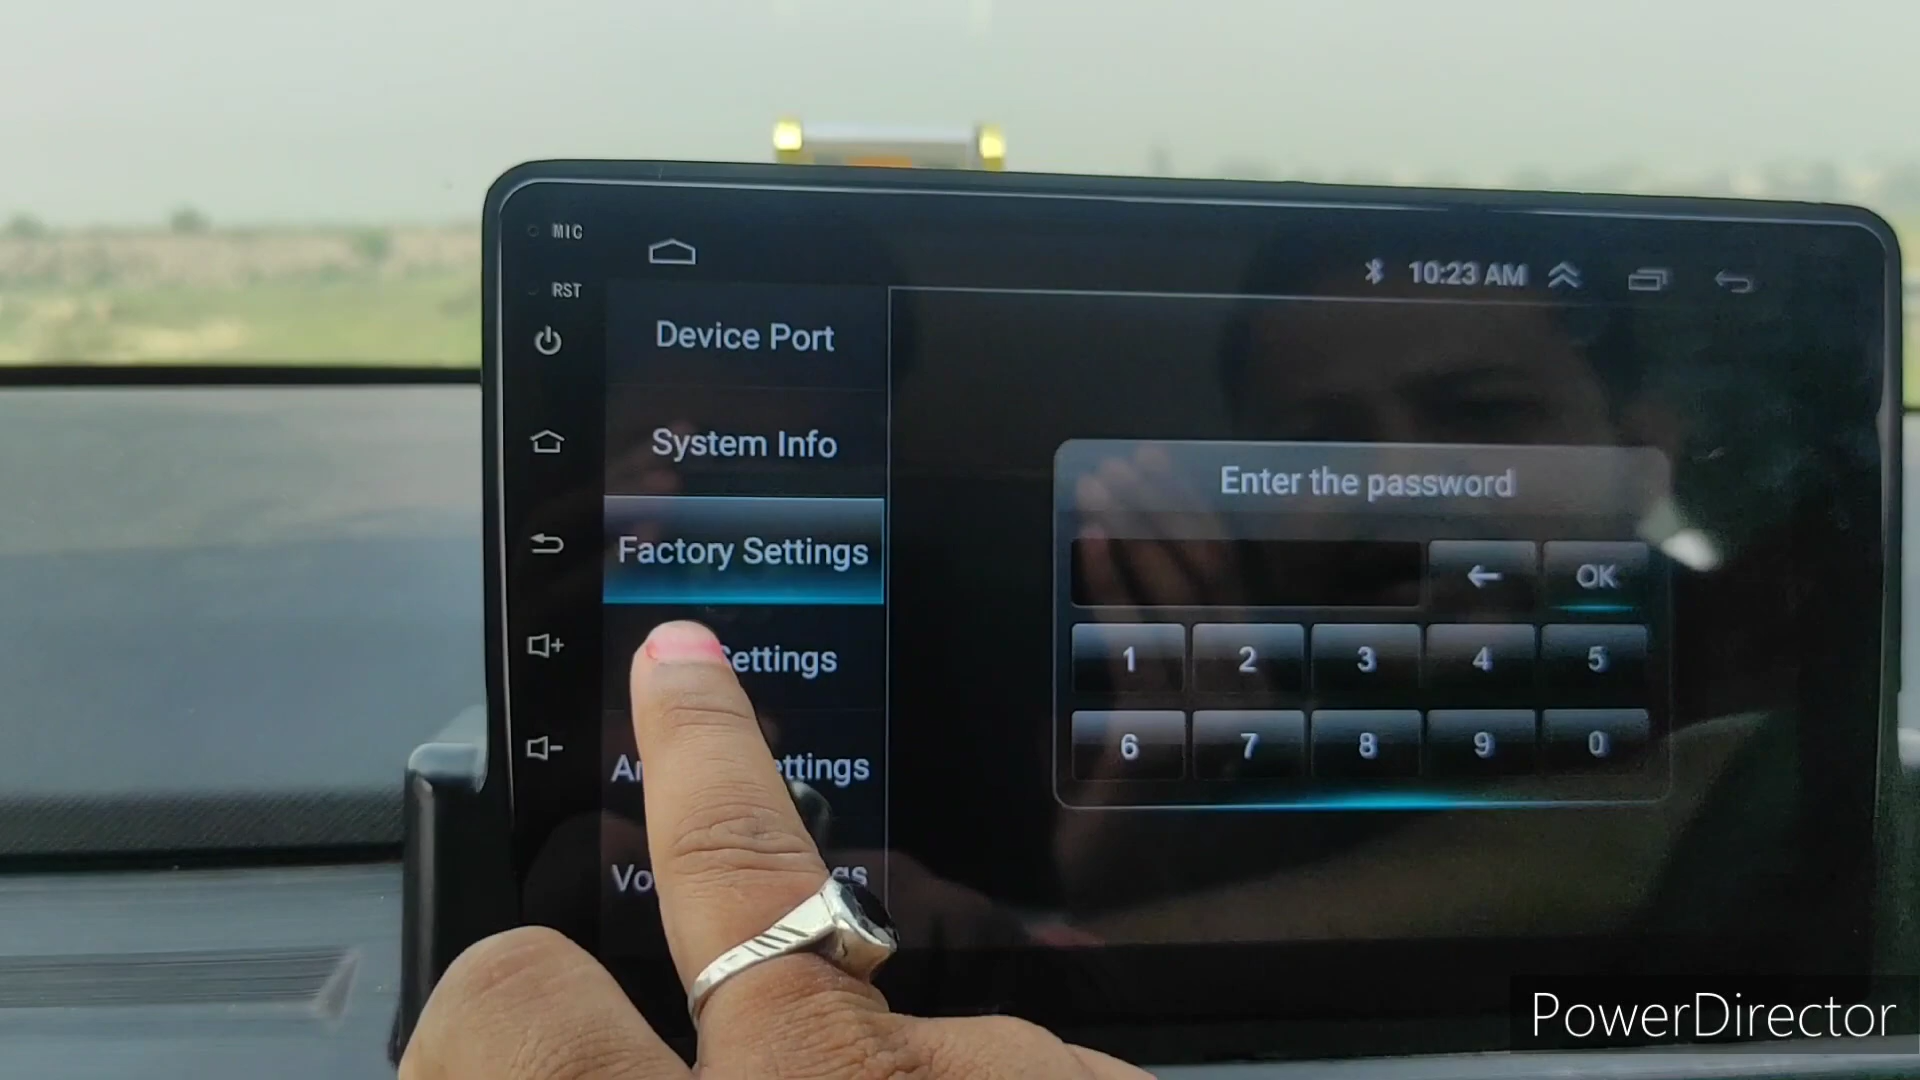 MIC
RST
10:23 AM
Device Port
System Info
Factory Settings
Settings
Enter the password
OK
1 2 3 4 5
6 7 8 9 0
PowerDirector